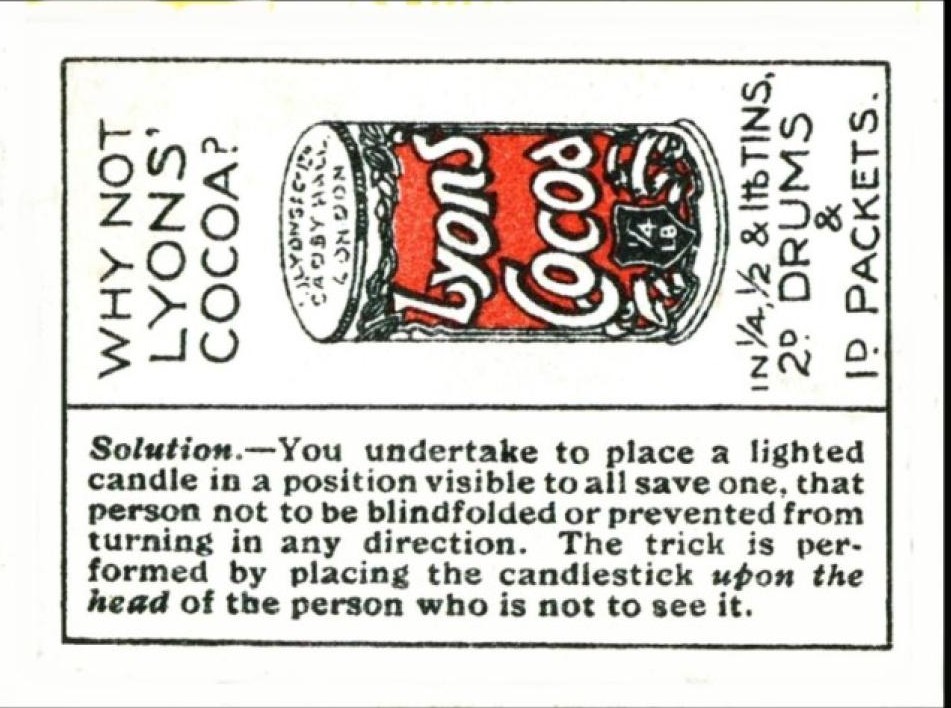 WHY NOT
LYONS'
COCOA?
J. LYONS & CO LTD
CADBY HALL
LONDON
Lyons
Cocoa
1/4
LB
IN 1/4, 1/2 & 1lb TINS,
2D. DRUMS
&
1D. PACKETS.
Solution.—You undertake to place a lighted
candle in a position visible to all save one, that
person not to be blindfolded or prevented from
turning in any direction. The trick is per-
formed by placing the candlestick upon the
head of the person who is not to see it.